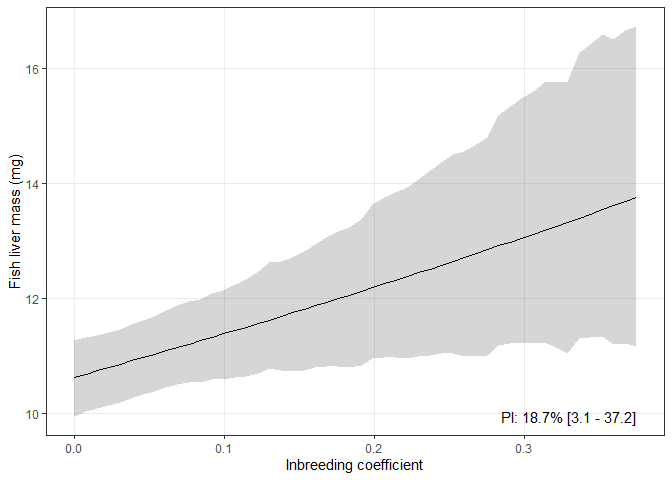 16
14
12
10
Fish liver mass (mg)
PI: 18.7% [3.1 - 37.2]
0.0
0.1
0.2
0.3
Inbreeding coefficient